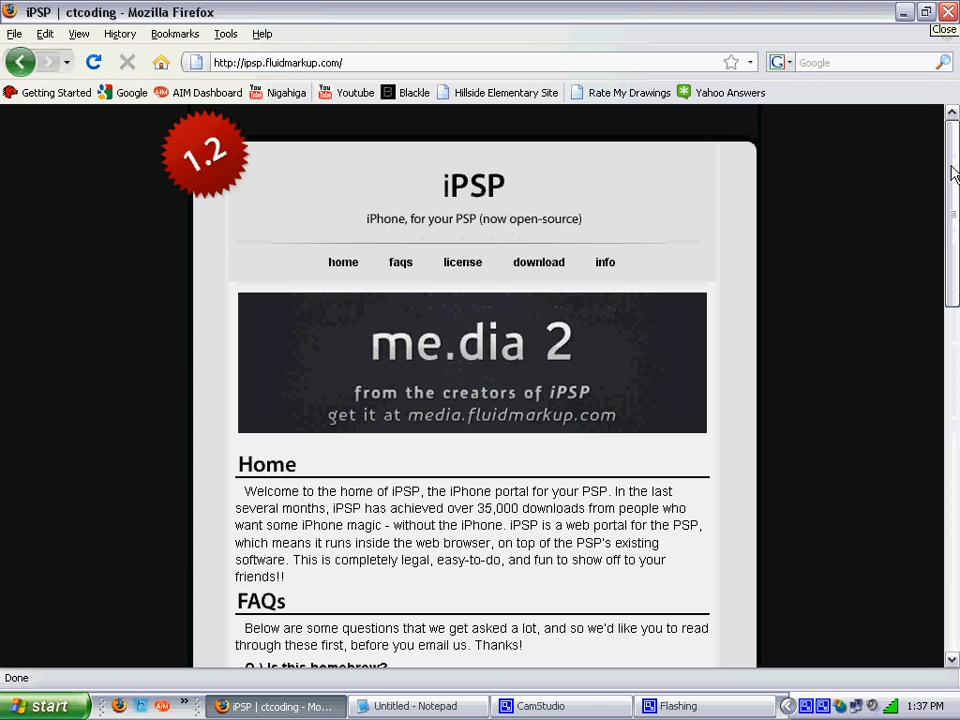 iPSP | ctcoding - Mozilla Firefox
Close
File Edit View History Bookmarks Tools Help
http://ipsp.fluidmarkup.com/
G Google
Getting Started Google AIM Dashboard Nigahiga Youtube Blackle Hillside Elementary Site Rate My Drawings Yahoo Answers
1.2
iPSP
iPhone, for your PSP (now open-source)
home faqs license download info
me.dia 2
from the creators of iPSP
get it at media.fluidmarkup.com
Home
Welcome to the home of iPSP, the iPhone portal for your PSP. In the last
several months, iPSP has achieved over 35,000 downloads from people who
want some iPhone magic - without the iPhone. iPSP is a web portal for the PSP,
which means it runs inside the web browser, on top of the PSP's existing
software. This is completely legal, easy-to-do, and fun to show off to your
friends!!
FAQs
Below are some questions that we get asked a lot, and so we'd like you to read
through these first, before you email us. Thanks!
Q.) Is this homebrew?
Done
start iPSP | ctcoding - Mo... Untitled - Notepad CamStudio Flashing 1:37 PM